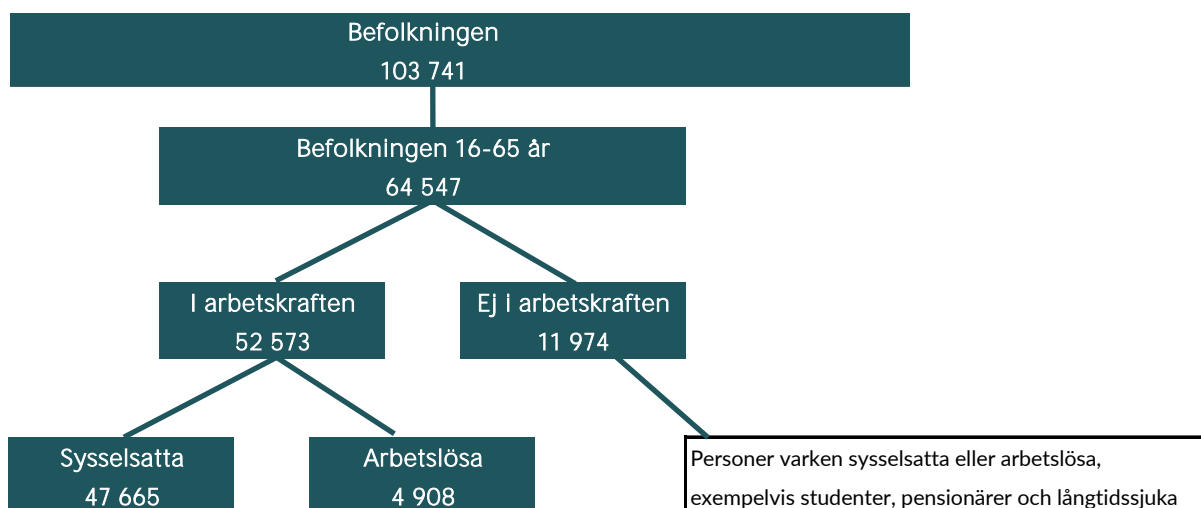 Befolkningen
103 741
Befolkningen 16-65 år
64 547
I arbetskraften
52 573
Ej i arbetskraften
11 974
Sysselsatta
47 665
Arbetslösa
4 908
Personer varken sysselsatta eller arbetslösa,
exempelvis studenter, pensionärer och långtidssjuka